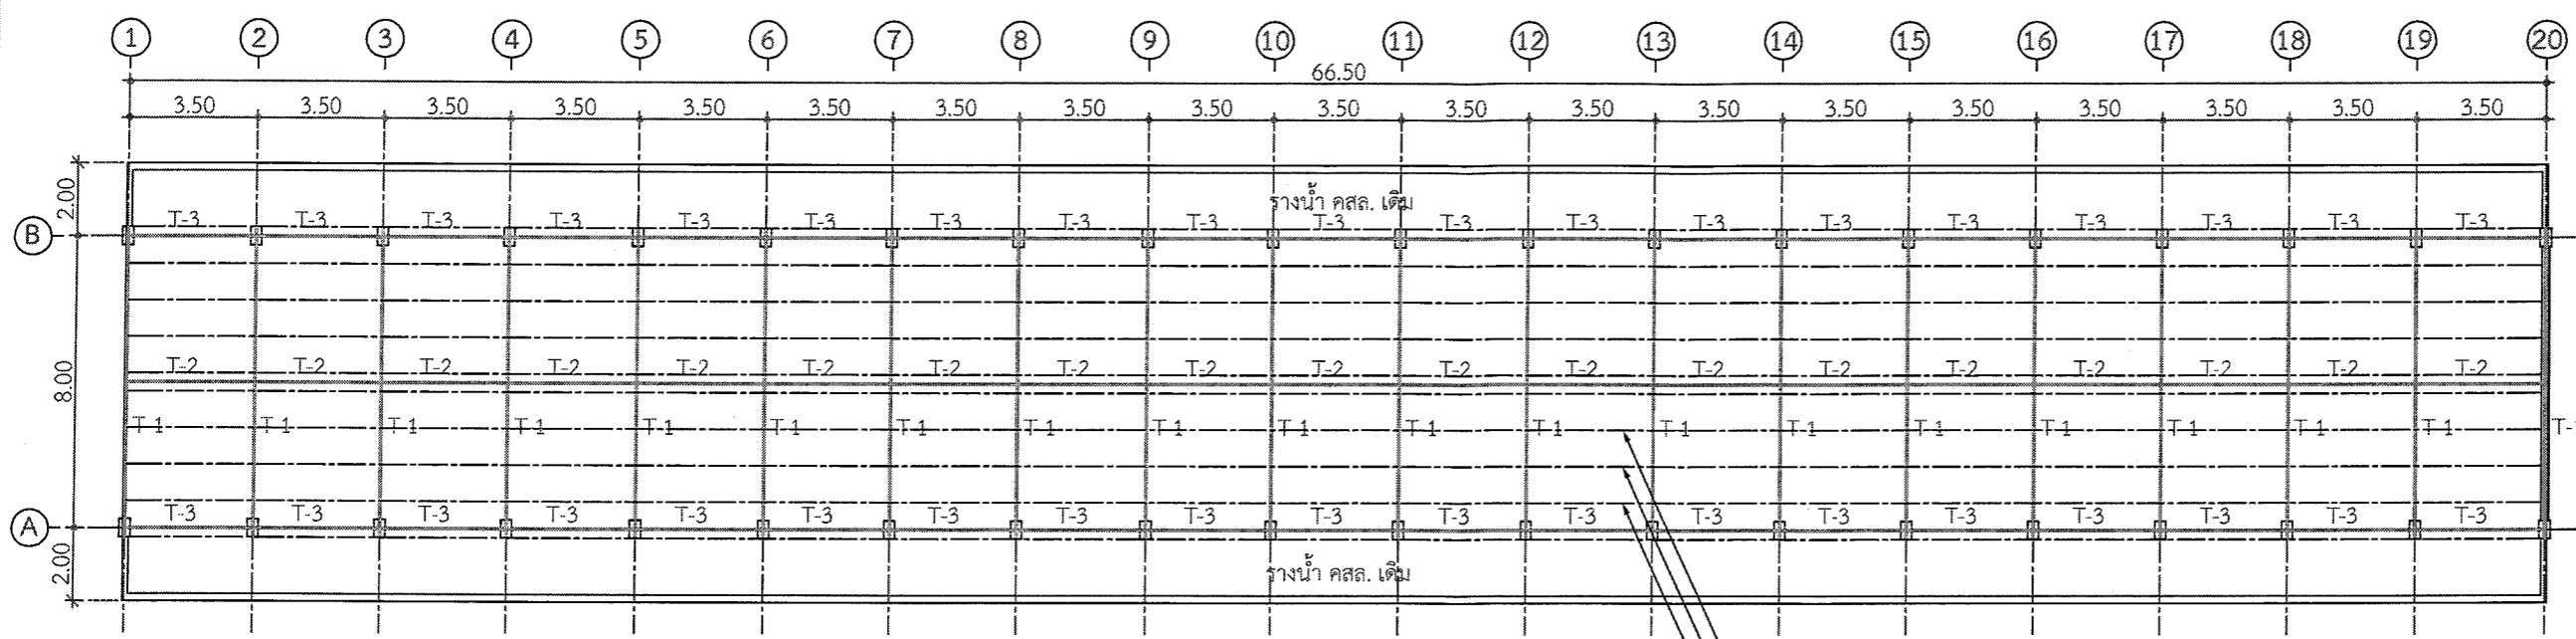 1 2 3 4 5 6 7 8 9 10 11 12 13 14 15 16 17 18 19 20
66.50
3.50 3.50 3.50 3.50 3.50 3.50 3.50 3.50 3.50 3.50 3.50 3.50 3.50 3.50 3.50 3.50 3.50 3.50 3.50
2.00
รางน้ำ คสล. เดิม
T-3 T-3 T-3 T-3 T-3 T-3 T-3 T-3 T-3 T-3 T-3 T-3 T-3 T-3 T-3 T-3 T-3 T-3 T-3
B
T-2 T-2 T-2 T-2 T-2 T-2 T-2 T-2 T-2 T-2 T-2 T-2 T-2 T-2 T-2 T-2 T-2 T-2 T-2
8.00
T-1 T-1 T-1 T-1 T-1 T-1 T-1 T-1 T-1 T-1 T-1 T-1 T-1 T-1 T-1 T-1 T-1 T-1 T-1
T-3 T-3 T-3 T-3 T-3 T-3 T-3 T-3 T-3 T-3 T-3 T-3 T-3 T-3 T-3 T-3 T-3 T-3 T-3
A
2.00
รางน้ำ คสล. เดิม